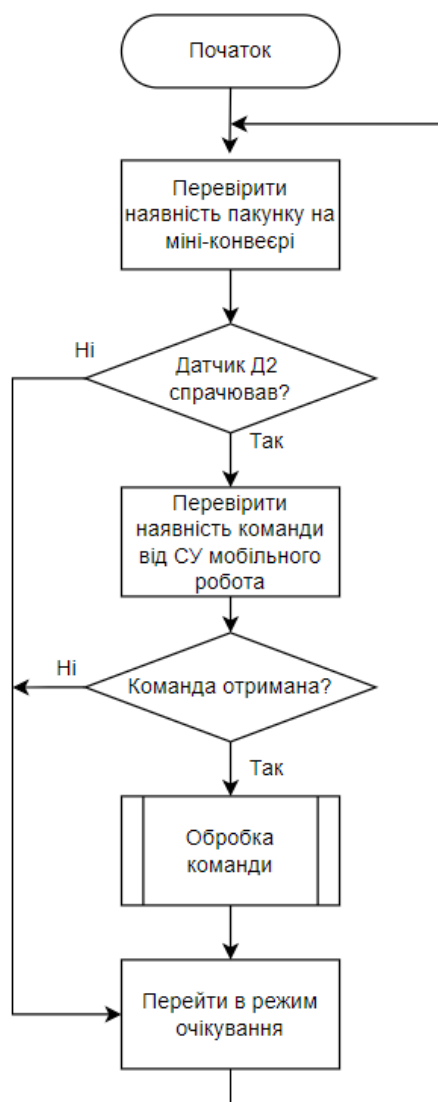 Початок
Перевірити
наявність пакунку на
міні-конвеєрі
Ні
Датчик Д2
спрачював?
Так
Перевірити
наявність команди
від СУ мобільного
робота
Ні
Команда отримана?
Так
Обробка
команди
Перейти в режим
очікування